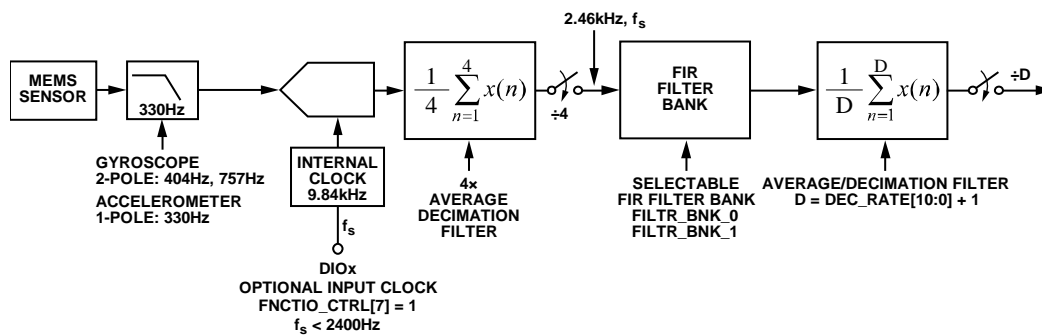 2.46kHz, fs
MEMS
SENSOR
330Hz
GYROSCOPE
2-POLE: 404Hz, 757Hz
ACCELEROMETER
1-POLE: 330Hz
INTERNAL
CLOCK
9.84kHz
fs
DIOx
OPTIONAL INPUT CLOCK
FNCTIO_CTRL[7] = 1
fs < 2400Hz
1/4 4∑n=1 x(n)
÷4
4×
AVERAGE
DECIMATION
FILTER
FIR
FILTER
BANK
SELECTABLE
FIR FILTER BANK
FILTR_BNK_0
FILTR_BNK_1
1/D D∑n=1 x(n)
÷D
AVERAGE/DECIMATION FILTER
D = DEC_RATE[10:0] + 1